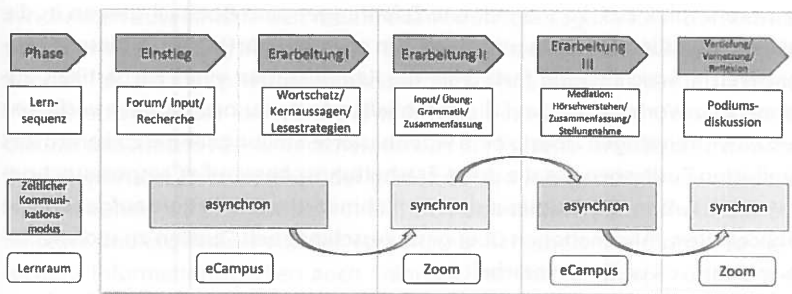 Phase
Einstieg
Erarbeitung I
Erarbeitung II
Erarbeitung
III
Vertiefung/
Vernetzung/
Reflexion
Lern-
sequenz
Forum/ Input/
Recherche
Wortschatz/
Kernaussagen/
Lesestrategien
Input/ Übung:
Grammatik/
Zusammenfassung
Mediation:
Hörsehverstehen/
Zusammenfassung/
Stellungnahme
Podiums-
diskussion
Zeitlicher
Kommuni-
kations-
modus
asynchron
synchron
asynchron
synchron
Lernraum
eCampus
Zoom
eCampus
Zoom